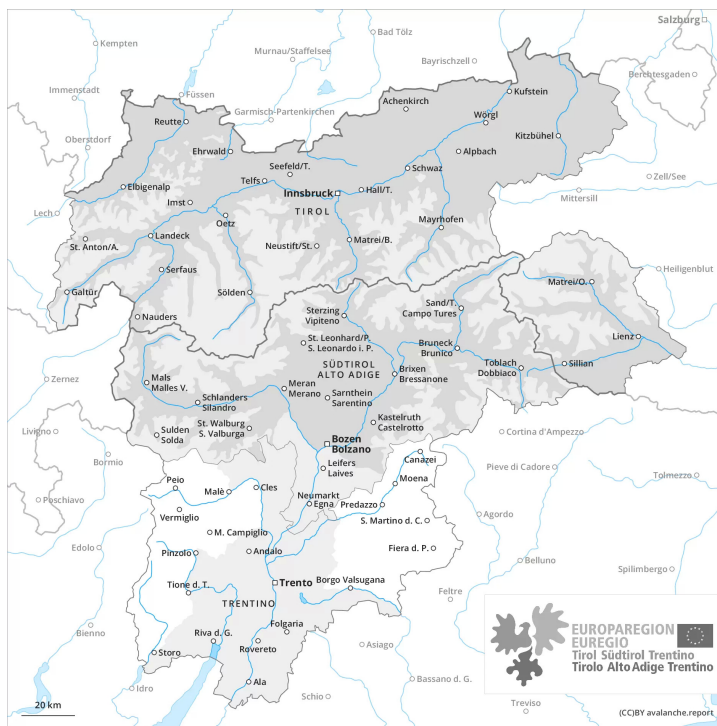 Salzburg
Kempten
Bad Tölz
Murnau/Staffelsee
Bayrischzell
Berchtesgaden
Immenstadt
Füssen
Kufstein
Achenkirch
Garmisch-Partenkirchen
Wörgl
Reutte
Oberstdorf
Kitzbühel
Ehrwald
Alpbach
Seefeld/T.
Schwaz
Telfs
Zell/See
Elbigenalp
Innsbruck
Hall/T.
Mittersill
Imst
TIROL
Lech
Oetz
Mayrhofen
Landeck
Matrei/B.
St. Anton/A.
Neustift/St.
Serfaus
Heiligenblut
Matrei/O.
Galtür
Sölden
Sand/T.
Campo Tures
Nauders
Sterzing
Vipiteno
Lienz
St. Leonhard/P.
S. Leonardo i. P.
Bruneck
Brunico
Toblach
Dobbiaco
Sillian
SÜDTIROL
ALTO ADIGE
Brixen
Bressanone
Zernez
Mals
Malles V.
Meran
Merano
Sarnthein
Sarentino
Schlanders
Silandro
Kastelruth
Castelrotto
St. Walburg
S. Valburga
Livigno
Sulden
Solda
Cortina d'Ampezzo
Bozen
Bolzano
Bormio
Canazei
Leifers
Laives
Pieve di Cadore
Tolmezzo
Peio
Moena
Malè
Cles
Neumarkt
Egna
Poschiavo
Predazzo
Agordo
Vermiglio
S. Martino d. C.
M. Campiglio
Edolo
Pinzolo
Andalo
Fiera d. P.
Belluno
Spilimbergo
Tione d. T.
Trento
Borgo Valsugana
Feltre
TRENTINO
Folgaria
Bienno
Riva d. G.
Rovereto
Asiago
Storo
Ala
Bassano d. G.
Idro
Schio
Treviso
EUROPAREGION
EUREGIO
Tirol Südtirol Trentino
Tirolo Alto Adige Trentino
20 km
(CC)BY avalanche.report